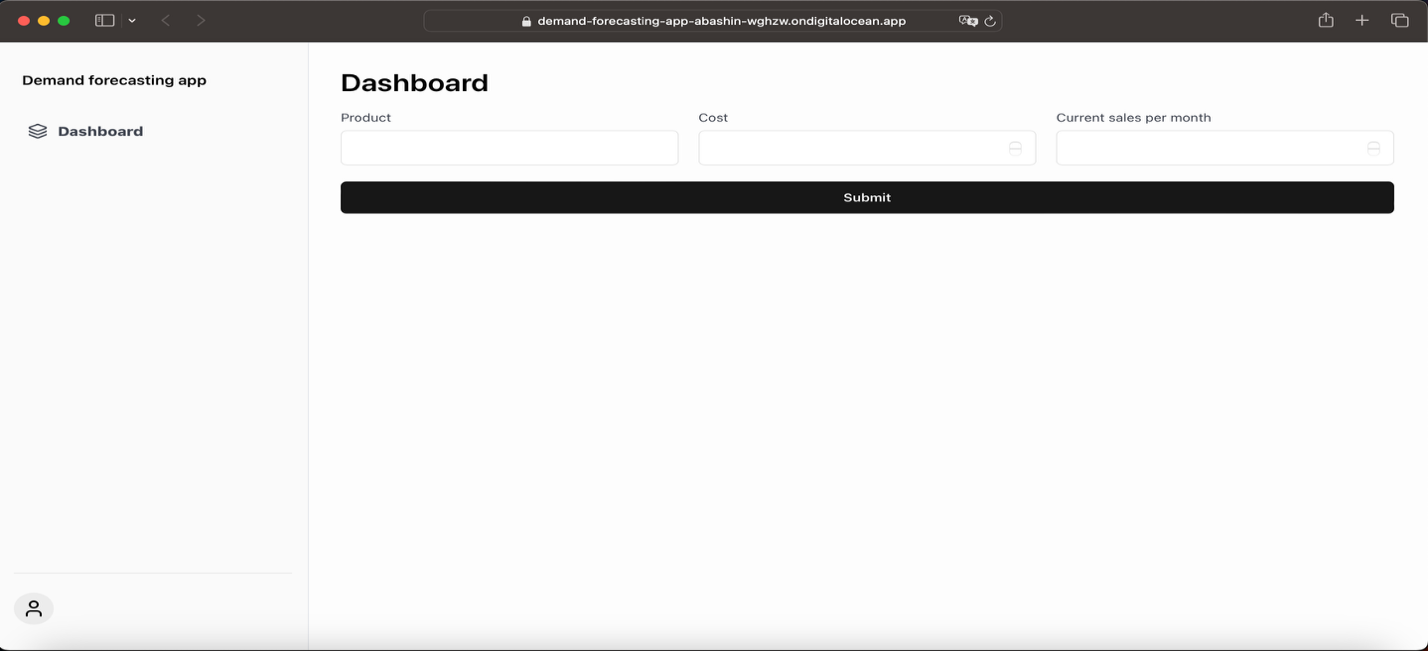 demand-forecasting-app-abashin-wghzw.ondigitalocean.app
Demand forecasting app
Dashboard
Dashboard
Product
Cost
Current sales per month
Submit